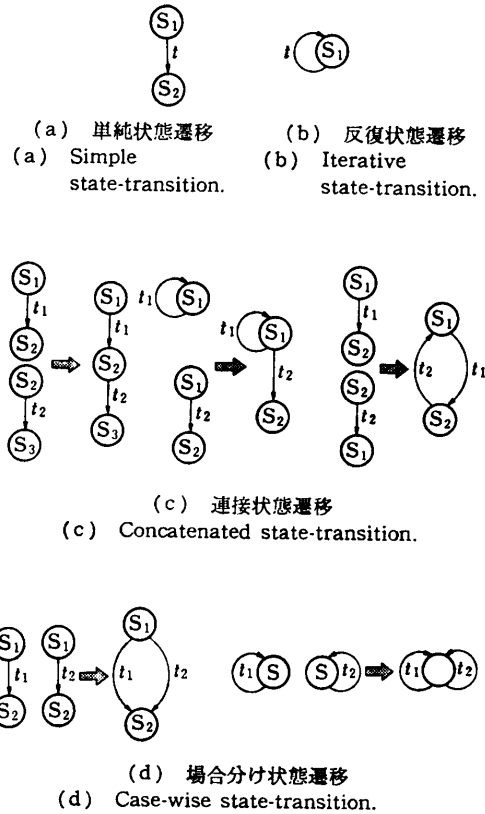 S1
t
S2
t
S1
(a) 単純状態遷移
(a) Simple
state-transition.
(b) 反復状態遷移
(b) Iterative
state-transition.
S1
t1
S2
S2
t2
S3
S1
t1
S2
t2
S3
t1
S1
S1
t2
S2
t1
S1
t2
S2
S1
t1
S2
S2
t2
S1
S1
t2
t1
S2
(c) 連接状態遷移
(c) Concatenated state-transition.
S1
t1
S2
S1
t2
S2
S1
t1
t2
S2
t1
S
S
t2
t1
t2
(d) 場合分け状態遷移
(d) Case-wise state-transition.